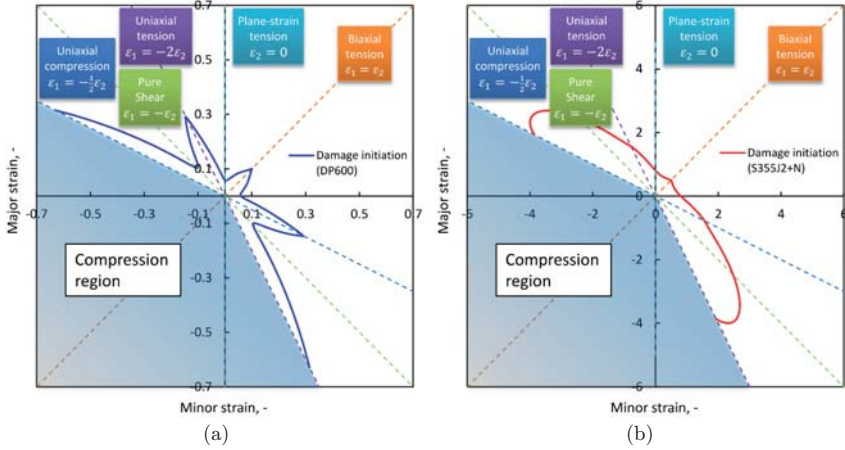 0.7
Uniaxial
tension
ε₁ = −2ε₂
Plane-strain
tension
ε₂ = 0
Biaxial
tension
ε₁ = ε₂
Uniaxial
compression
ε₁ = −½ε₂
Pure
Shear
ε₁ = −ε₂
0.5
0.3
0.1
-0.7
-0.5
-0.3
-0.1
0.1
0.3
0.5
0.7
-0.1
-0.3
-0.5
-0.7
Damage initiation
(DP600)
Compression
region
Major strain, -
Minor strain, -
(a)
6
Uniaxial
tension
ε₁ = −2ε₂
Plane-strain
tension
ε₂ = 0
Biaxial
tension
ε₁ = ε₂
Uniaxial
compression
ε₁ = −½ε₂
Pure
Shear
ε₁ = −ε₂
4
2
0
-6
-4
-2
0
2
4
6
-2
-4
-6
Damage initiation
(S355J2+N)
Compression
region
Major strain, -
Minor strain, -
(b)